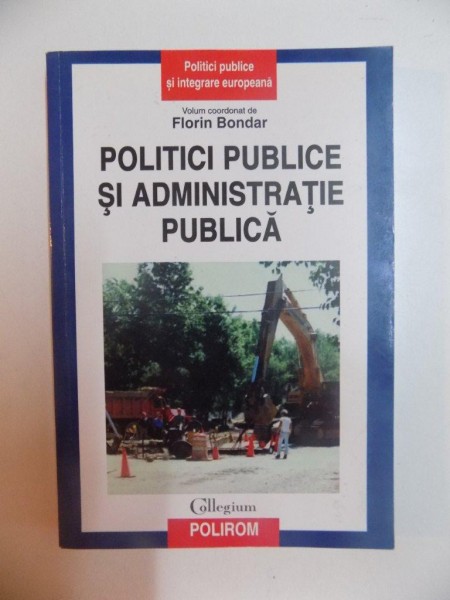 Politici publice
și integrare europeană
Volum coordonat de
Florin Bondar
POLITICI PUBLICE
ȘI ADMINISTRAȚIE
PUBLICĂ
Collegium
POLIROM